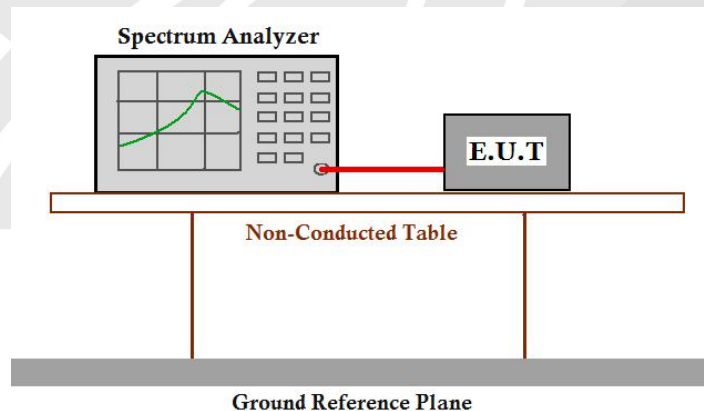 Spectrum Analyzer
E.U.T
Non-Conducted Table
Ground Reference Plane